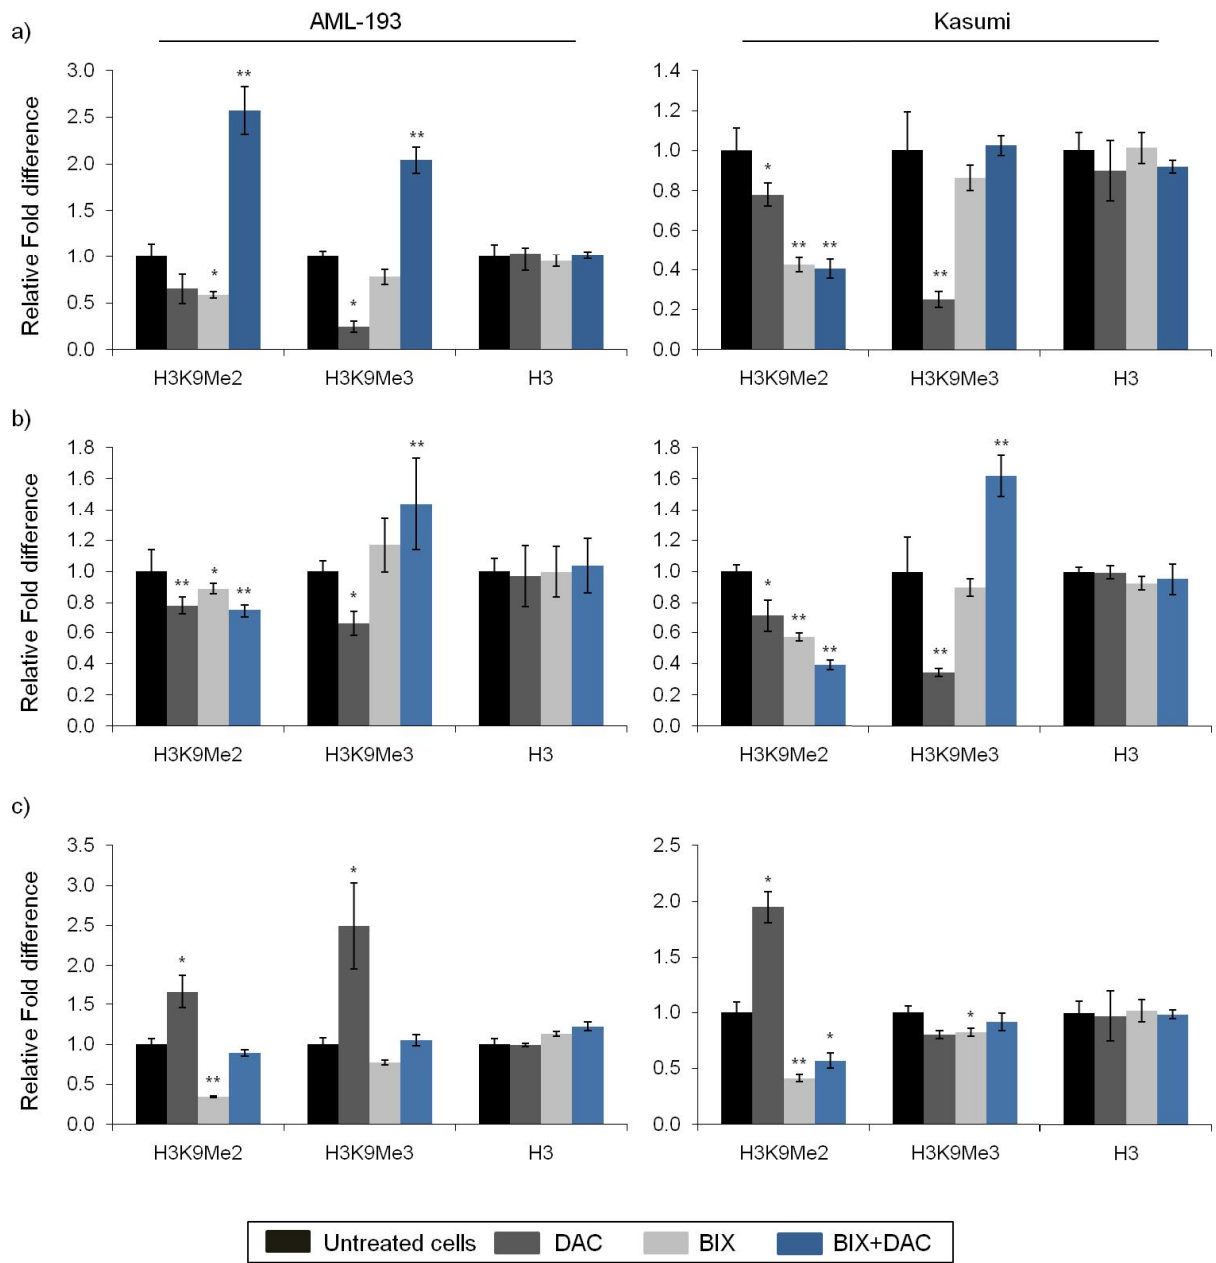 a)
AML-193
Kasumi
Relative Fold difference
3.0
2.5
2.0
1.5
1.0
0.5
0.0
** * * **
H3K9Me2 H3K9Me3 H3
1.4
1.2
1.0
0.8
0.6
0.4
0.2
0.0
* ** ** **
H3K9Me2 H3K9Me3 H3
b)
Relative Fold difference
1.8
1.6
1.4
1.2
1.0
0.8
0.6
0.4
0.2
0.0
** * ** * **
H3K9Me2 H3K9Me3 H3
1.8
1.6
1.4
1.2
1.0
0.8
0.6
0.4
0.2
0.0
* ** ** ** **
H3K9Me2 H3K9Me3 H3
c)
Relative Fold difference
3.5
3.0
2.5
2.0
1.5
1.0
0.5
0.0
* ** *
H3K9Me2 H3K9Me3 H3
2.5
2.0
1.5
1.0
0.5
0.0
* ** * *
H3K9Me2 H3K9Me3 H3
Untreated cells DAC BIX BIX+DAC